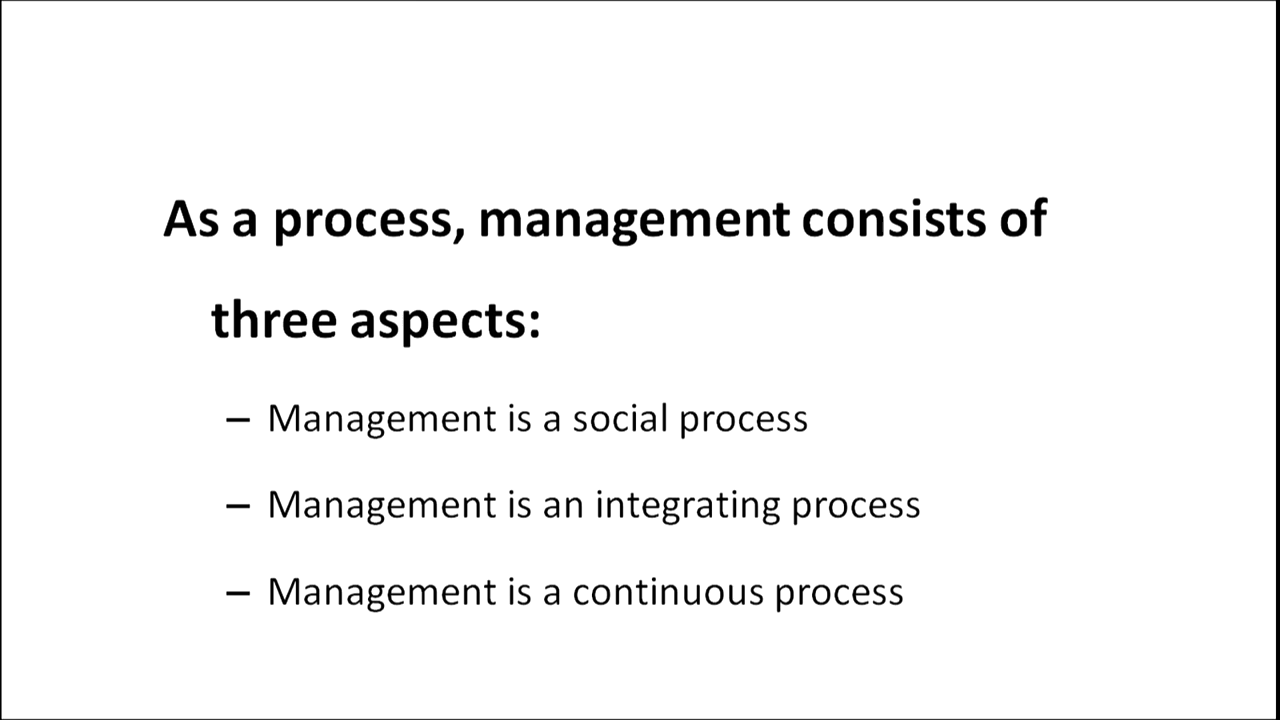 As a process, management consists of
three aspects:
– Management is a social process
– Management is an integrating process
– Management is a continuous process